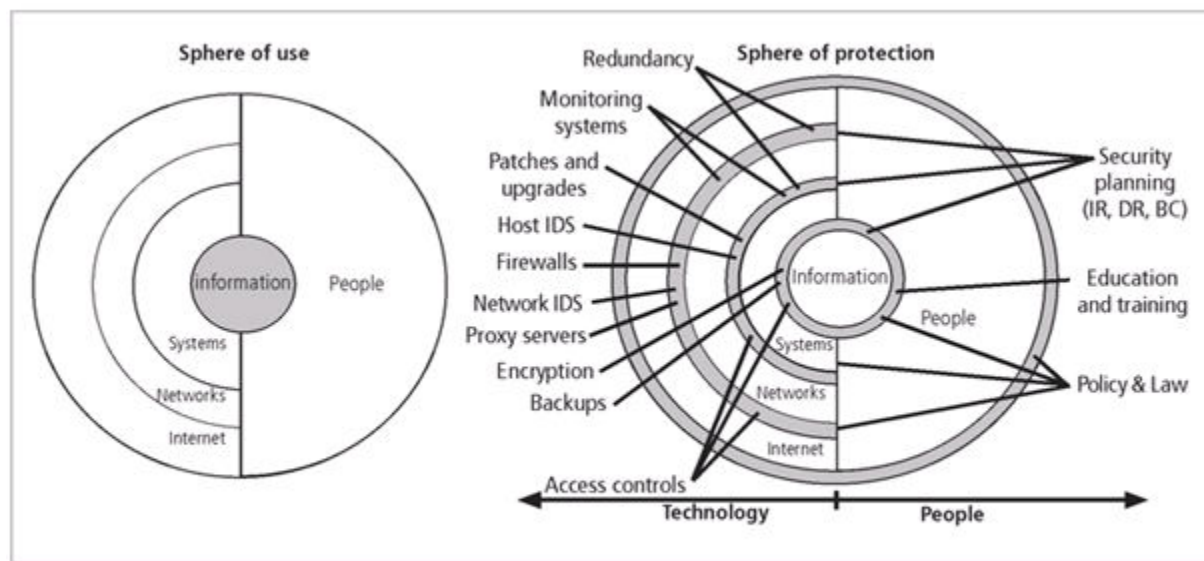 Sphere of use
information
People
Systems
Networks
Internet
Sphere of protection
Redundancy
Monitoring
systems
Patches and
upgrades
Host IDS
Firewalls
Network IDS
Proxy servers
Encryption
Backups
Access controls
Information
People
Systems
Networks
Internet
Security
planning
(IR, DR, BC)
Education
and training
Policy & Law
Technology
People